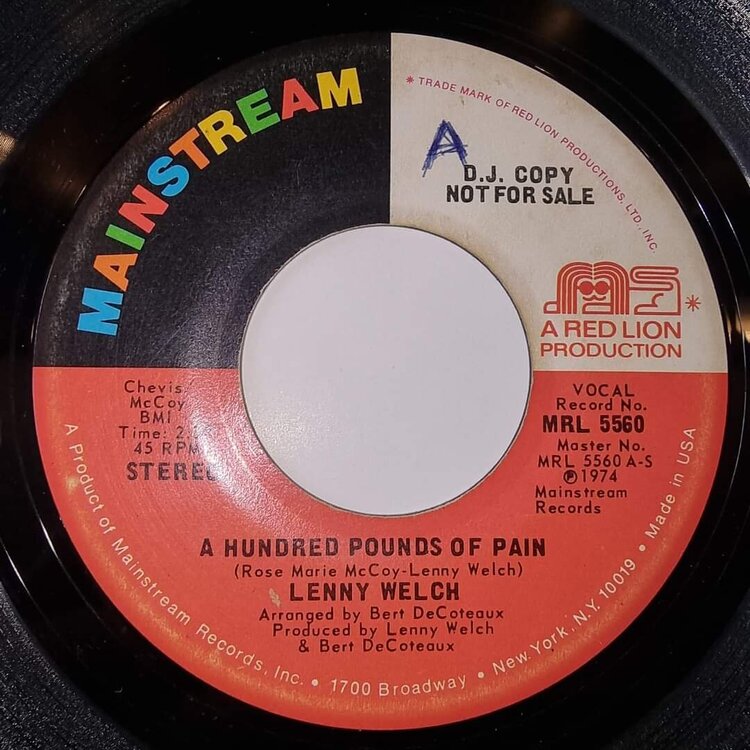 MAINSTREAM
* TRADE MARK OF RED LION PRODUCTIONS, LTD., INC.
A
D.J. COPY
NOT FOR SALE
*
A RED LION
PRODUCTION
Chevis
McCoy
BMI
Time: 2
45 RPM
STEREO
VOCAL
Record No.
MRL 5560
Master No.
MRL 5560 A-S
℗1974
Mainstream
Records
A HUNDRED POUNDS OF PAIN
(Rose Marie McCoy-Lenny Welch)
LENNY WELCH
Arranged by Bert DeCoteaux
Produced by Lenny Welch
& Bert DeCoteaux
A Product of Mainstream Records, Inc. • 1700 Broadway • New York, N.Y. 10019 • Made in USA